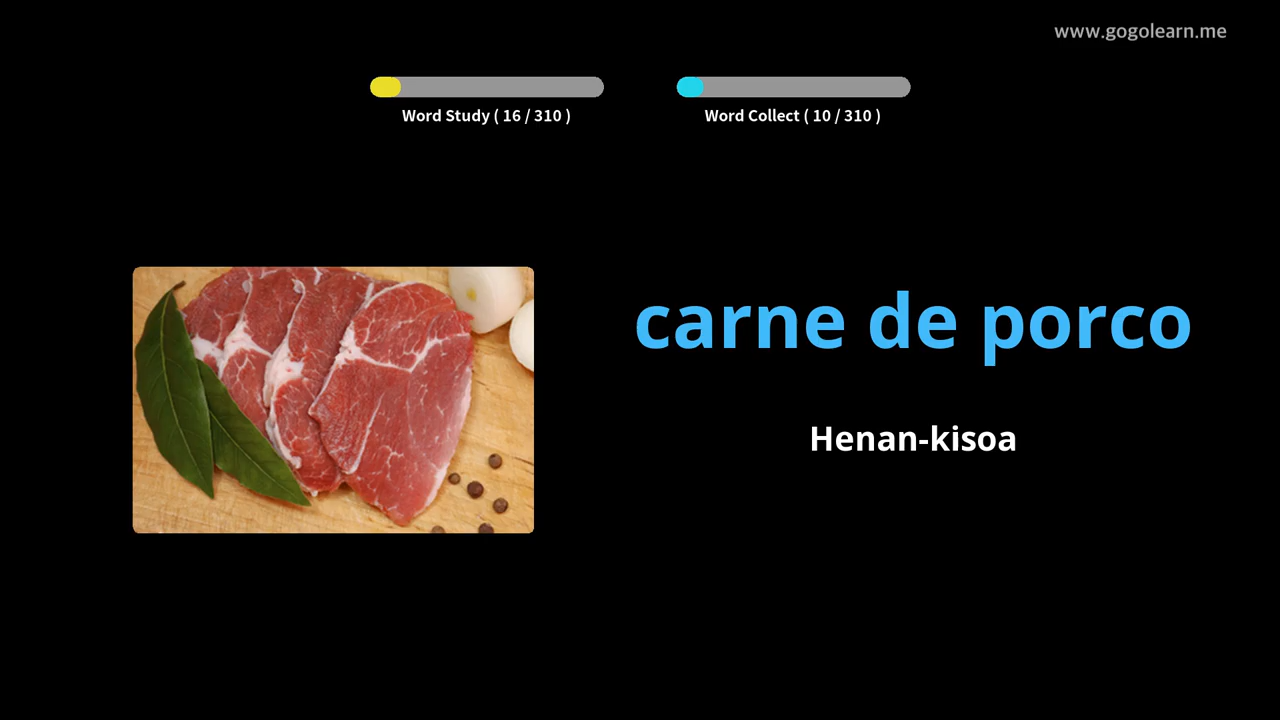 www.gogolearn.me
Word Study ( 16 / 310 )
Word Collect ( 10 / 310 )
carne de porco
Henan-kisoa